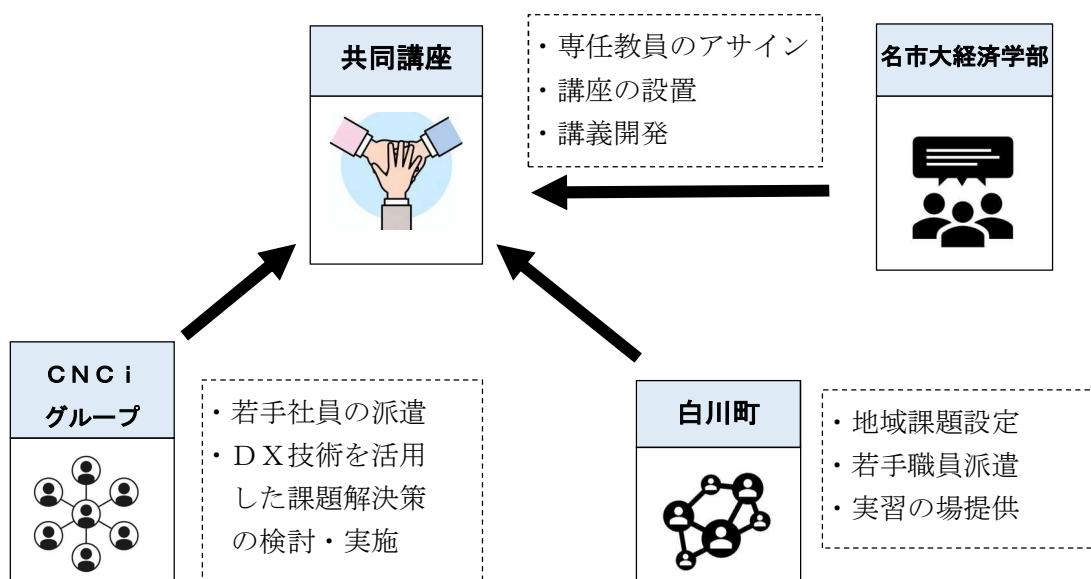 共同講座
・専任教員のアサイン
・講座の設置
・講義開発
名市大経済学部
ＣＮＣｉ
グループ
・若手社員の派遣
・ＤＸ技術を活用
した課題解決策
の検討・実施
白川町
・地域課題設定
・若手職員派遣
・実習の場提供